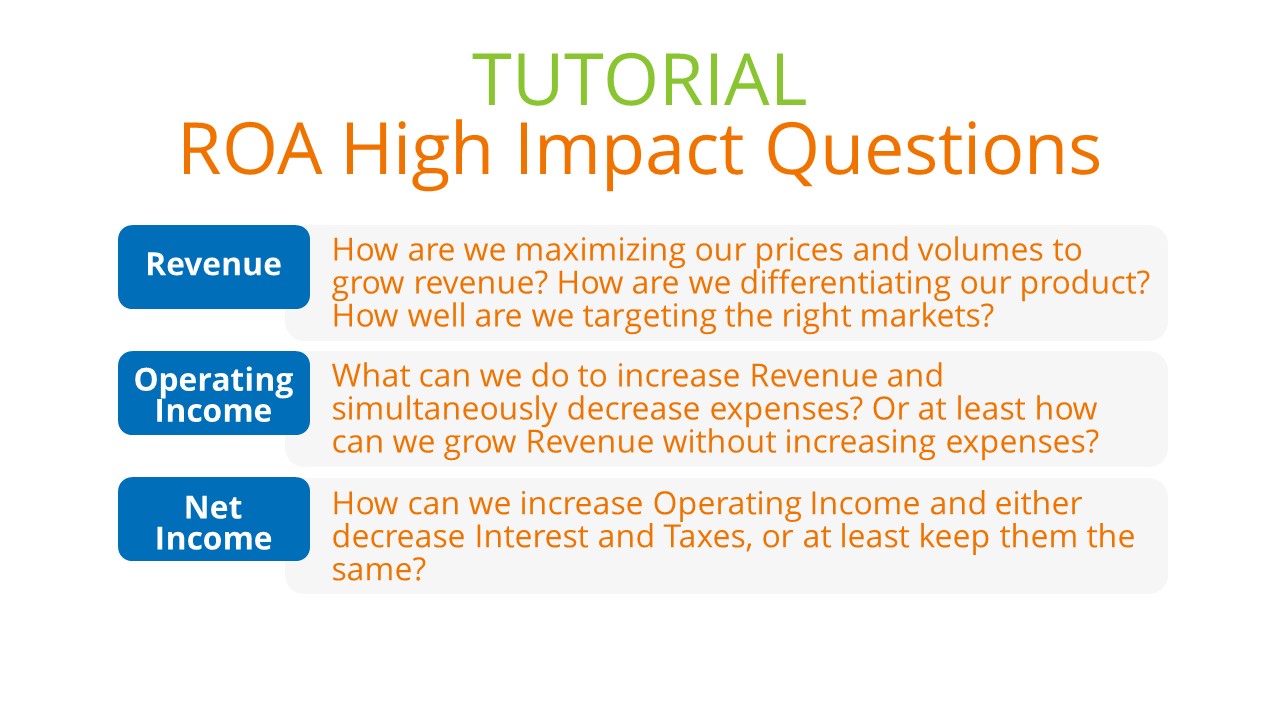 TUTORIAL
ROA High Impact Questions
Revenue
How are we maximizing our prices and volumes to
grow revenue? How are we differentiating our product?
How well are we targeting the right markets?
Operating
Income
What can we do to increase Revenue and
simultaneously decrease expenses? Or at least how
can we grow Revenue without increasing expenses?
Net
Income
How can we increase Operating Income and either
decrease Interest and Taxes, or at least keep them the
same?